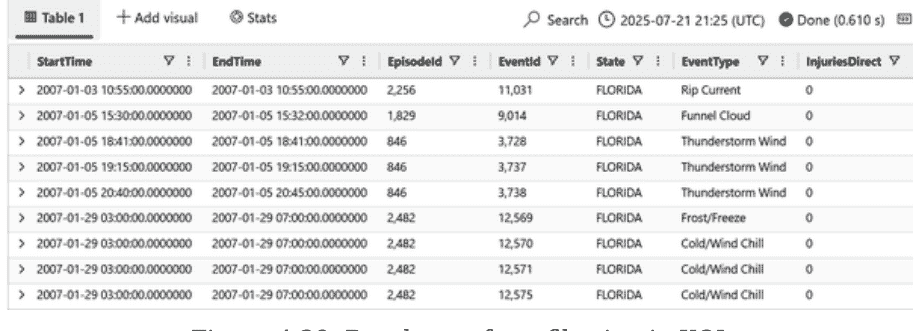 Table 1 + Add visual Stats Search 2025-07-21 21:25 (UTC) Done (0.610 s)
StartTime EndTime EpisodeId EventId State EventType InjuriesDirect
2007-01-03 10:55:00.0000000 2007-01-03 10:55:00.0000000 2,256 11,031 FLORIDA Rip Current 0
2007-01-05 15:30:00.0000000 2007-01-05 15:32:00.0000000 1,829 9,014 FLORIDA Funnel Cloud 0
2007-01-05 18:41:00.0000000 2007-01-05 18:41:00.0000000 846 3,728 FLORIDA Thunderstorm Wind 0
2007-01-05 19:15:00.0000000 2007-01-05 19:15:00.0000000 846 3,737 FLORIDA Thunderstorm Wind 0
2007-01-05 20:40:00.0000000 2007-01-05 20:45:00.0000000 846 3,738 FLORIDA Thunderstorm Wind 0
2007-01-29 03:00:00.0000000 2007-01-29 07:00:00.0000000 2,482 12,569 FLORIDA Frost/Freeze 0
2007-01-29 03:00:00.0000000 2007-01-29 07:00:00.0000000 2,482 12,570 FLORIDA Cold/Wind Chill 0
2007-01-29 03:00:00.0000000 2007-01-29 07:00:00.0000000 2,482 12,571 FLORIDA Cold/Wind Chill 0
2007-01-29 03:00:00.0000000 2007-01-29 07:00:00.0000000 2,482 12,575 FLORIDA Cold/Wind Chill 0